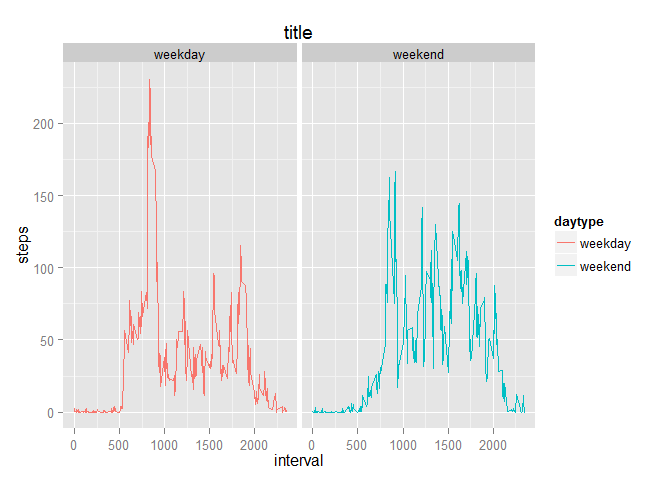 title
weekday
weekend
200
150
100
50
0
steps
0 500 1000 1500 2000
0 500 1000 1500 2000
interval
daytype
weekday
weekend